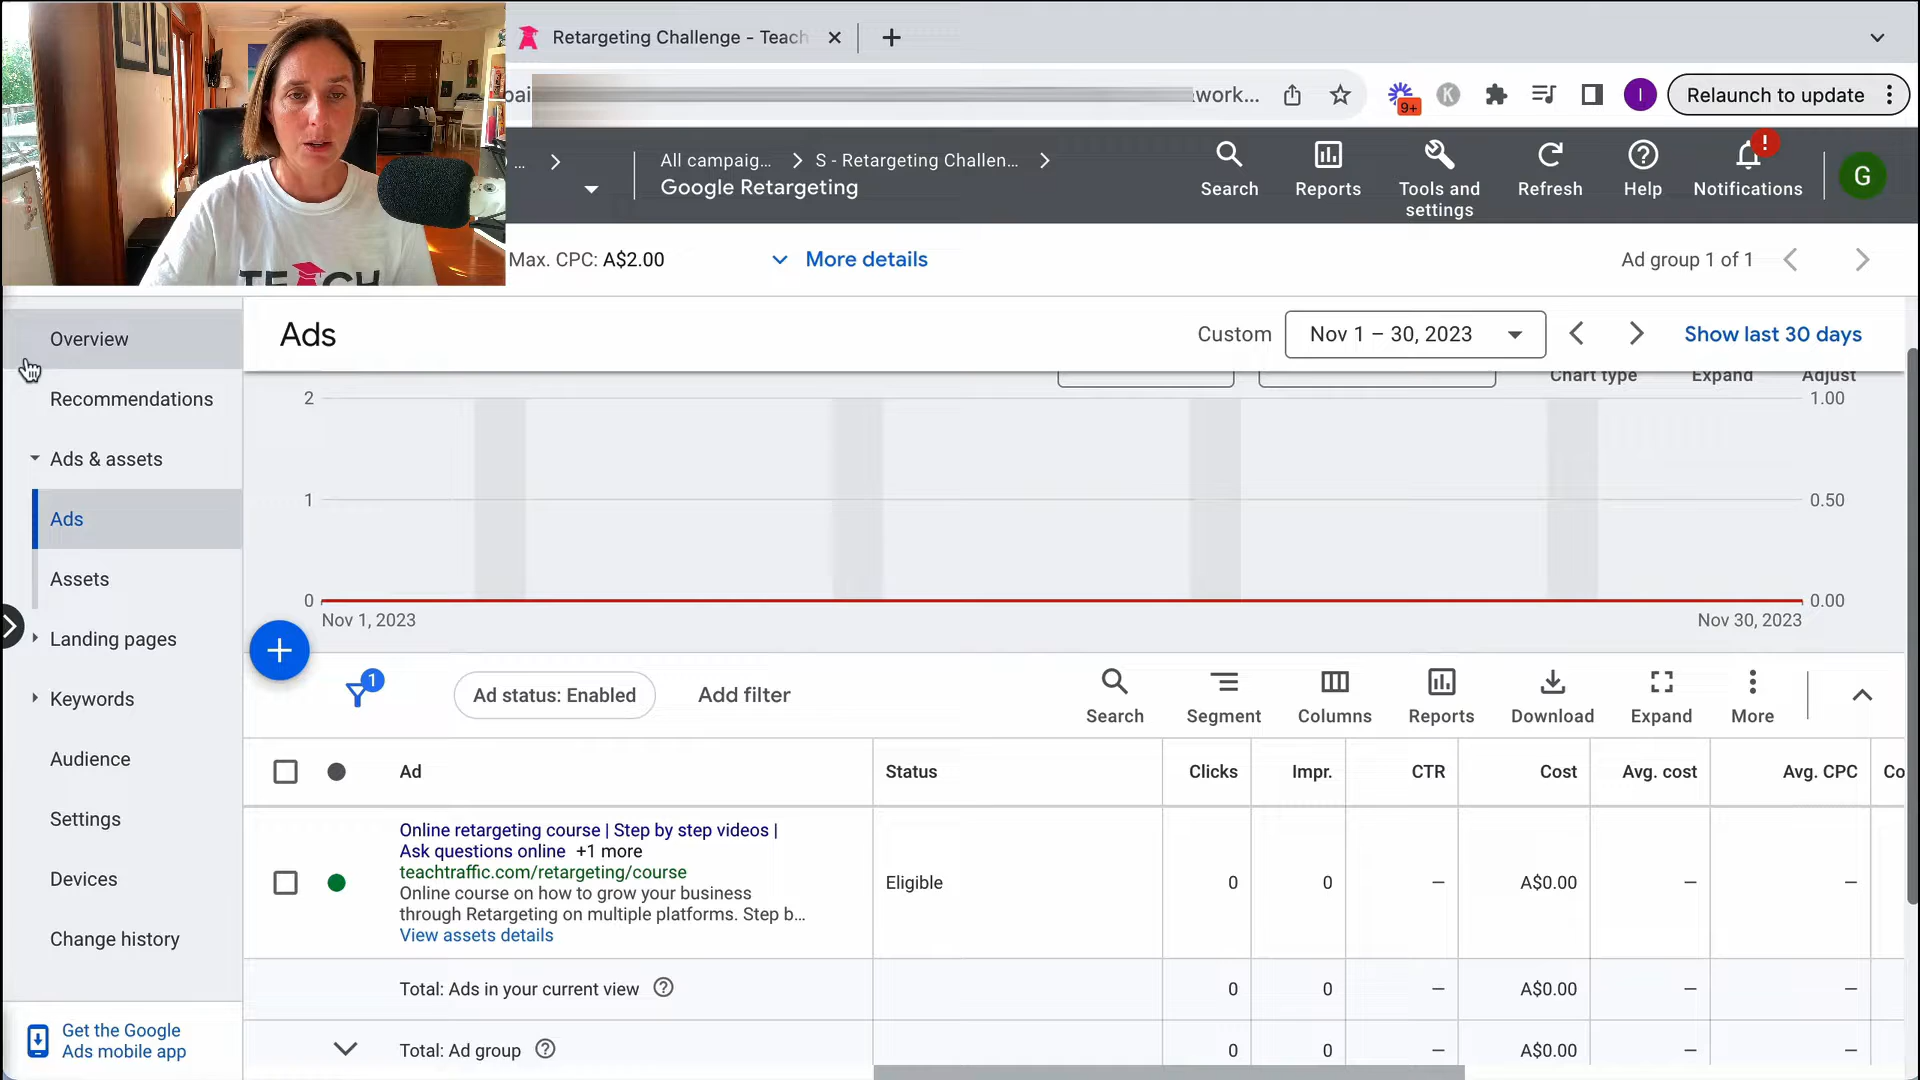 Retargeting Challenge - Teach
pai
work...
9+
K
I
Relaunch to update
TEACH
...
All campaig...
S - Retargeting Challen...
Google Retargeting
Search
Reports
Tools and
settings
Refresh
Help
!
Notifications
G
Max. CPC: A$2.00
More details
Ad group 1 of 1
Overview
Recommendations
Ads & assets
Ads
Assets
Landing pages
Keywords
Audience
Settings
Devices
Change history
Get the Google
Ads mobile app
Ads
Custom
Nov 1 – 30, 2023
Show last 30 days
Chart type
Expand
Adjust
2
1.00
1
0.50
0
0.00
Nov 1, 2023
Nov 30, 2023
1
Ad status: Enabled
Add filter
Search
Segment
Columns
Reports
Download
Expand
More
Ad
Status
Clicks
Impr.
CTR
Cost
Avg. cost
Avg. CPC
Co
Online retargeting course | Step by step videos |
Ask questions online +1 more
teachtraffic.com/retargeting/course
Online course on how to grow your business
through Retargeting on multiple platforms. Step b...
View assets details
Eligible
0
0
—
A$0.00
—
—
Total: Ads in your current view
0
0
—
A$0.00
—
—
Total: Ad group
0
0
—
A$0.00
—
—